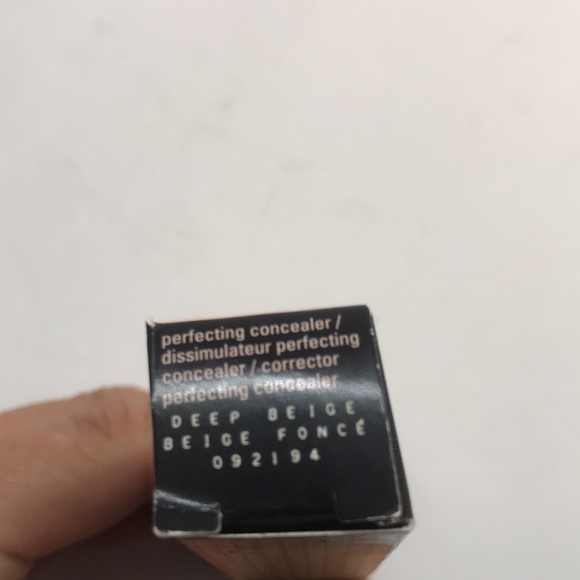 perfecting concealer /
dissimulateur perfecting
concealer / corrector
perfecting concealer
DEEP BEIGE
BEIGE FONCÉ
092194